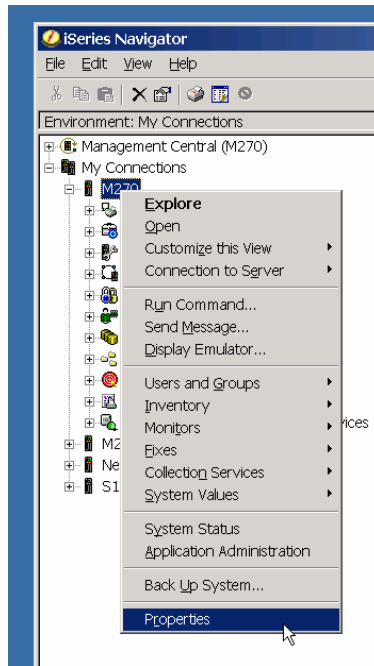 iSeries Navigator
File Edit View Help
Environment: My Connections
Management Central (M270)
My Connections
M270
Explore
Open
Customize this View
Connection to Server
Run Command...
Send Message...
Display Emulator...
Users and Groups
Inventory
Monitors
ices
Fixes
M2
Collection Services
Ne
System Values
S1
System Status
Application Administration
Back Up System...
Properties